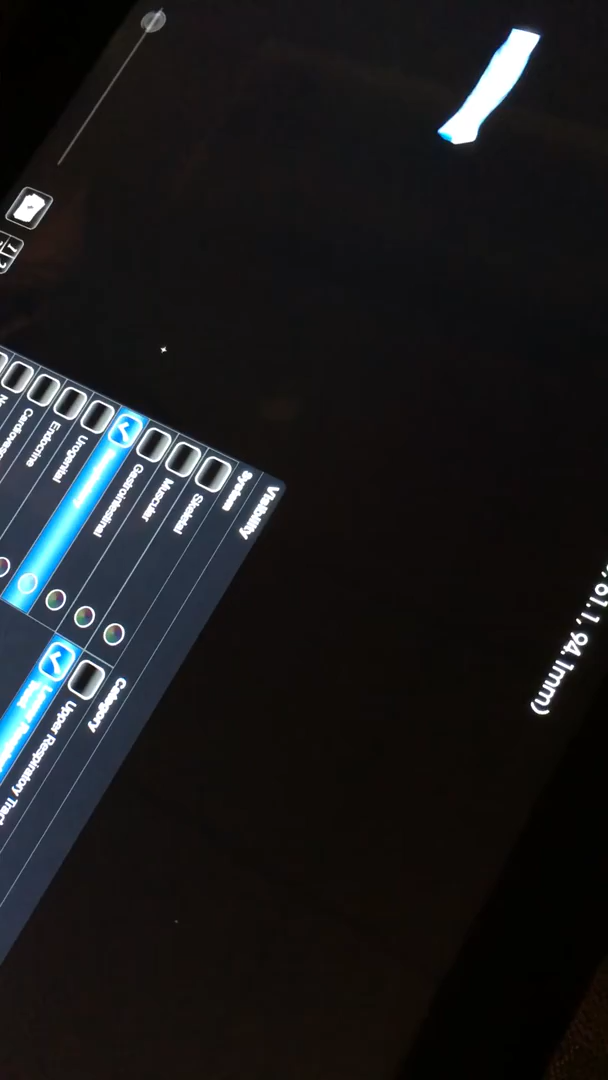 , 61.1, 94.1mm)
Visibility
System
Skeletal
Muscular
Gastrointestinal
Urogenital
Endocrine
Category
Upper Respiratory Tract